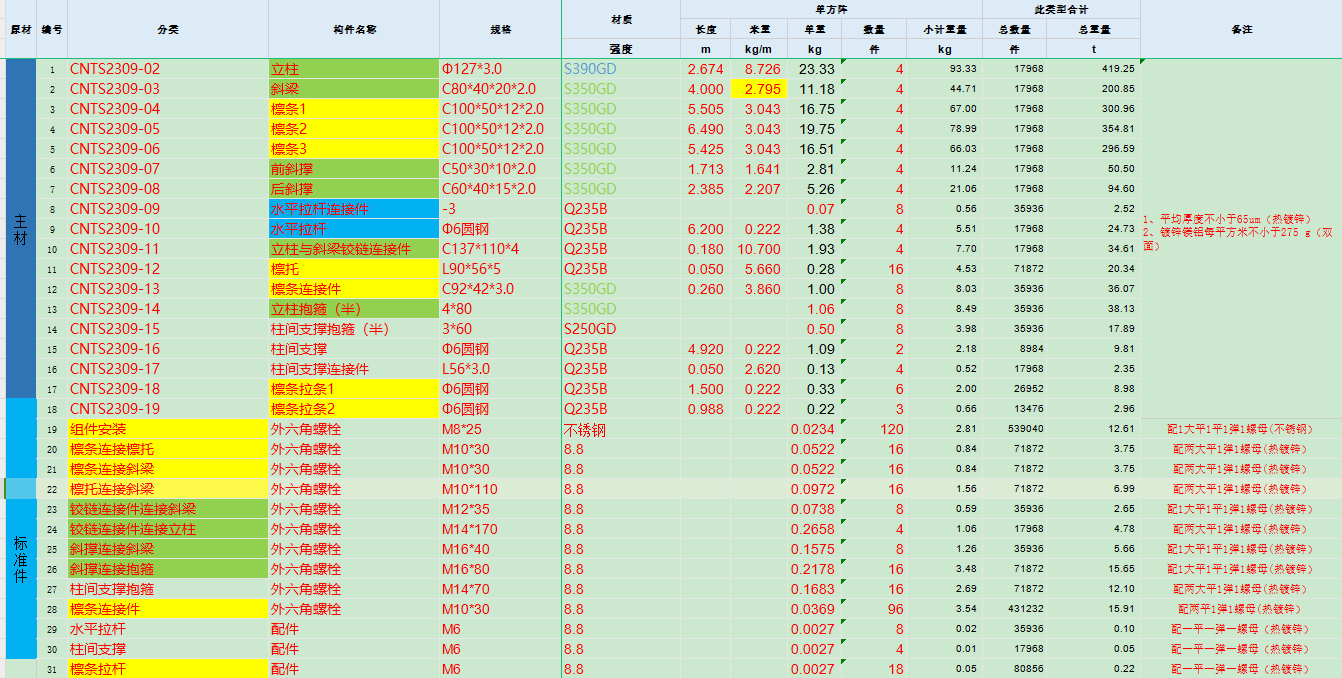 原材 编号 分类 构件名称 规格 材质 单方阵 此类型合计 备注
长度 米重 单重 数量 小计重量 总数量 总重量
强度 m kg/m kg 件 kg 件 t
主材
1 CNTS2309-02 立柱 Φ127*3.0 S390GD 2.674 8.726 23.33 4 93.33 17968 419.25
2 CNTS2309-03 斜梁 C80*40*20*2.0 S350GD 4.000 2.795 11.18 4 44.71 17968 200.85
3 CNTS2309-04 檩条1 C100*50*12*2.0 S350GD 5.505 3.043 16.75 4 67.00 17968 300.96
4 CNTS2309-05 檩条2 C100*50*12*2.0 S350GD 6.490 3.043 19.75 4 78.99 17968 354.81
5 CNTS2309-06 檩条3 C100*50*12*2.0 S350GD 5.425 3.043 16.51 4 66.03 17968 296.59
6 CNTS2309-07 前斜撑 C50*30*10*2.0 S350GD 1.713 1.641 2.81 4 11.24 17968 50.50
7 CNTS2309-08 后斜撑 C60*40*15*2.0 S350GD 2.385 2.207 5.26 4 21.06 17968 94.60
8 CNTS2309-09 水平拉杆连接件 -3 Q235B 0.07 8 0.56 35936 2.52
9 CNTS2309-10 水平拉杆 Φ6圆钢 Q235B 6.200 0.222 1.38 4 5.51 17968 24.73
10 CNTS2309-11 立柱与斜梁铰链连接件 C137*110*4 Q235B 0.180 10.700 1.93 4 7.70 17968 34.61
11 CNTS2309-12 檩托 L90*56*5 Q235B 0.050 5.660 0.28 16 4.53 71872 20.34
12 CNTS2309-13 檩条连接件 C92*42*3.0 S350GD 0.260 3.860 1.00 8 8.03 35936 36.07
13 CNTS2309-14 立柱抱箍（半） 4*80 S350GD 1.06 8 8.49 35936 38.13
14 CNTS2309-15 柱间支撑抱箍（半） 3*60 S250GD 0.50 8 3.98 35936 17.89
15 CNTS2309-16 柱间支撑 Φ6圆钢 Q235B 4.920 0.222 1.09 2 2.18 8984 9.81
16 CNTS2309-17 柱间支撑连接件 L56*3.0 Q235B 0.050 2.620 0.13 4 0.52 17968 2.35
17 CNTS2309-18 檩条拉条1 Φ6圆钢 Q235B 1.500 0.222 0.33 6 2.00 26952 8.98
18 CNTS2309-19 檩条拉条2 Φ6圆钢 Q235B 0.988 0.222 0.22 3 0.66 13476 2.96
1、平均厚度不小于65um（热镀锌）
2、镀锌镁铝每平方米不小于275 g（双
面）
标准件
19 组件安装 外六角螺栓 M8*25 不锈钢 0.0234 120 2.81 539040 12.61 配1大平1平1弹1螺母(不锈钢)
20 檩条连接檩托 外六角螺栓 M10*30 8.8 0.0522 16 0.84 71872 3.75 配两大平1弹1螺母(热镀锌)
21 檩条连接斜梁 外六角螺栓 M10*30 8.8 0.0522 16 0.84 71872 3.75 配两大平1弹1螺母(热镀锌)
22 檩托连接斜梁 外六角螺栓 M10*110 8.8 0.0972 16 1.56 71872 6.99 配两大平1弹1螺母(热镀锌)
23 铰链连接件连接斜梁 外六角螺栓 M12*35 8.8 0.0738 8 0.59 35936 2.65 配1大平1平1弹1螺母(热镀锌)
24 铰链连接件连接立柱 外六角螺栓 M14*170 8.8 0.2658 4 1.06 17968 4.78 配两大平1弹1螺母(热镀锌)
25 斜撑连接斜梁 外六角螺栓 M16*40 8.8 0.1575 8 1.26 35936 5.66 配1大平1平1弹1螺母(热镀锌)
26 斜撑连接抱箍 外六角螺栓 M16*80 8.8 0.2178 16 3.48 71872 15.65 配1大平1平1弹1螺母(热镀锌)
27 柱间支撑抱箍 外六角螺栓 M14*70 8.8 0.1683 16 2.69 71872 12.10 配两大平1弹1螺母(热镀锌)
28 檩条连接件 外六角螺栓 M10*30 8.8 0.0369 96 3.54 431232 15.91 配两平1弹1螺母(热镀锌)
29 水平拉杆 配件 M6 8.8 0.0027 8 0.02 35936 0.10 配一平一弹一螺母（热镀锌）
30 柱间支撑 配件 M6 8.8 0.0027 4 0.01 17968 0.05 配一平一弹一螺母（热镀锌）
31 檩条拉杆 配件 M6 8.8 0.0027 18 0.05 80856 0.22 配一平一弹一螺母（热镀锌）